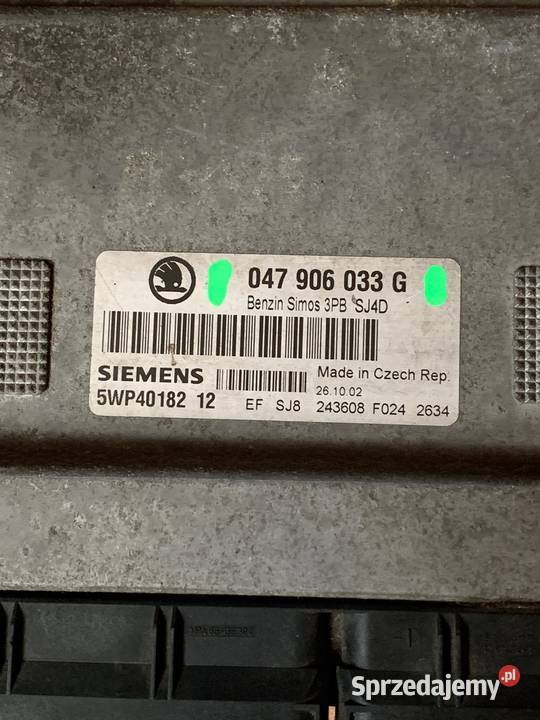 047 906 033 G
Benzin Simos 3PB SJ4D
SIEMENS
Made in Czech Rep.
26.10.02
5WP40182 12
EF SJ8 243608 F024 2634
Sprzedajemy.pl